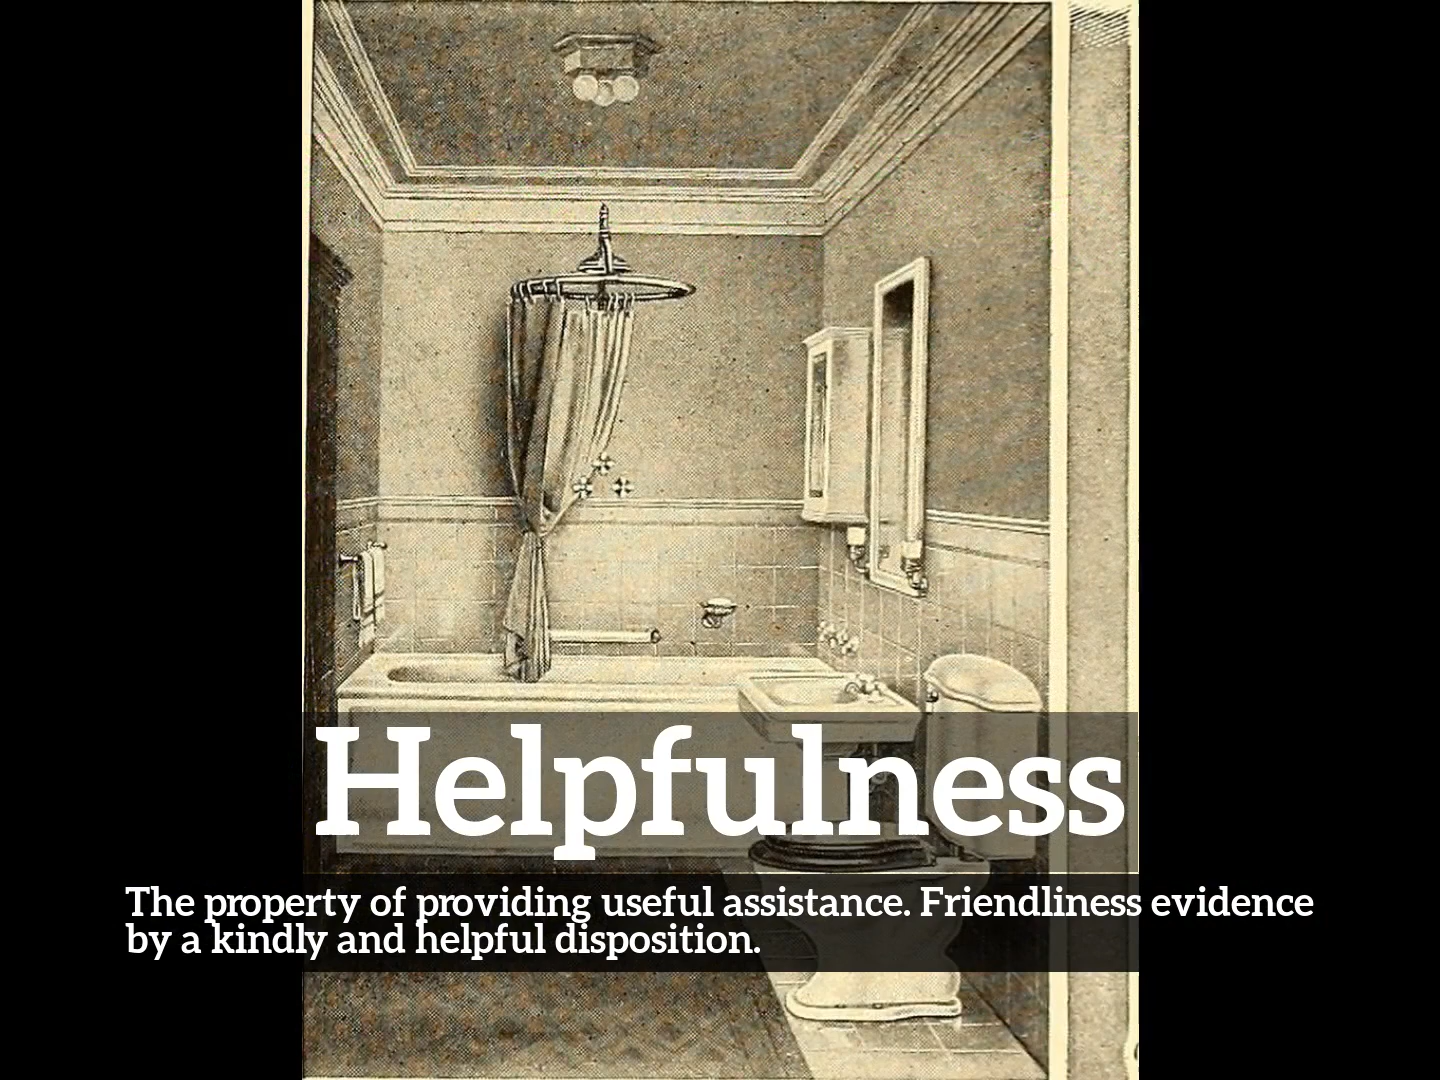 Helpfulness
The property of providing useful assistance. Friendliness evidence
by a kindly and helpful disposition.